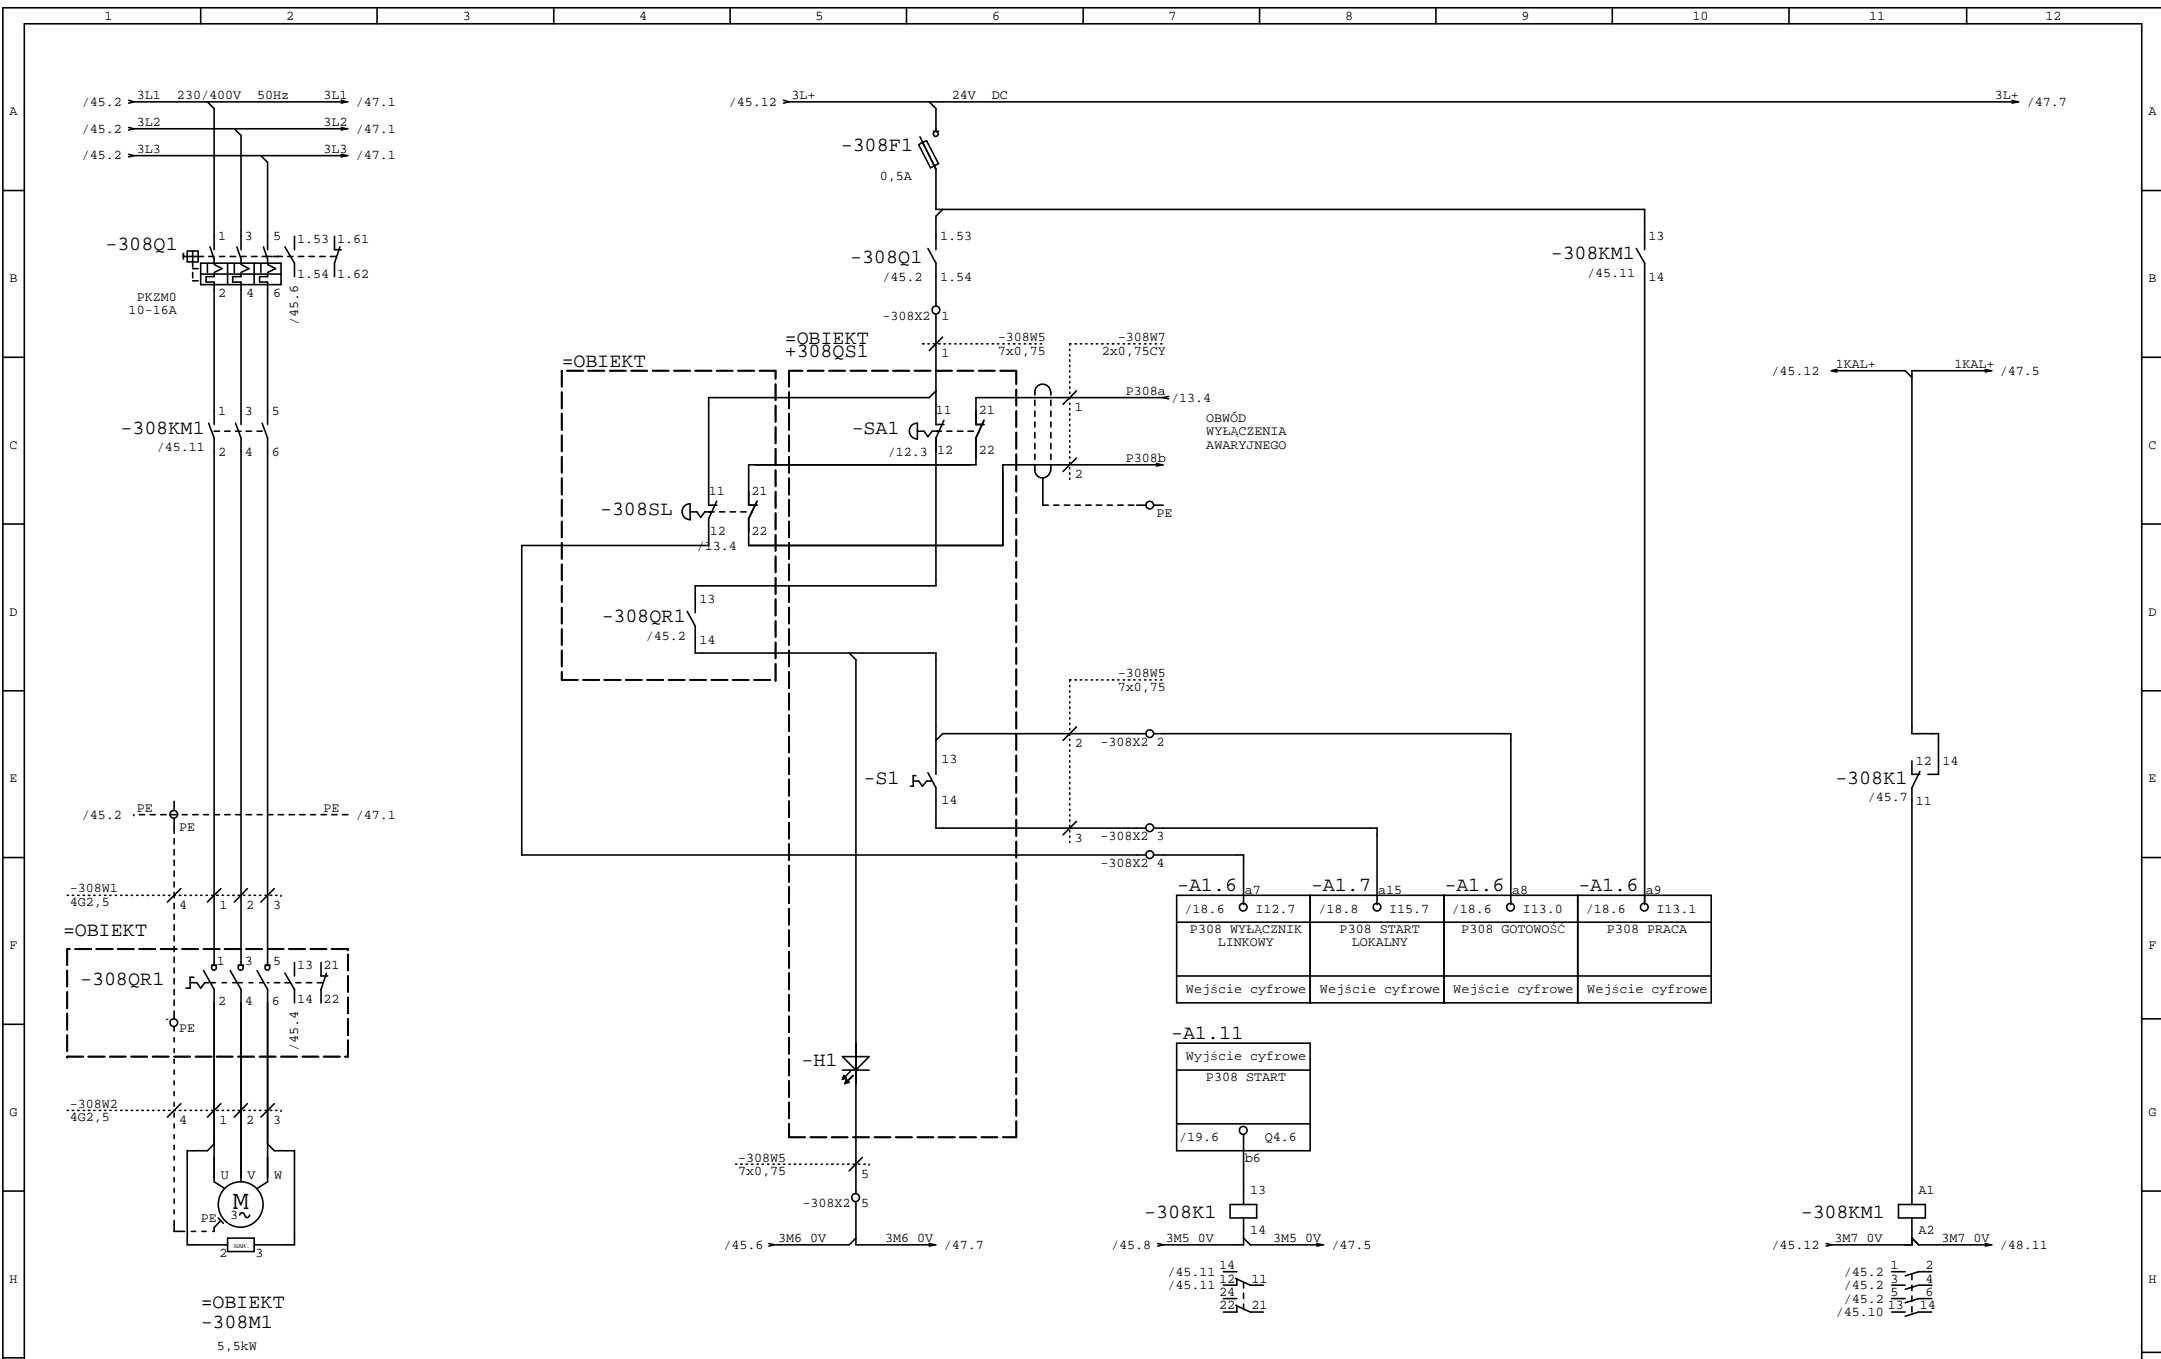 1 2 3 4 5 6 7 8 9 10 11 12
A
B
C
D
E
F
G
H
/45.2 3L1 230/400V 50Hz 3L1 /47.1
/45.2 3L2 3L2 /47.1
/45.2 3L3 3L3 /47.1
-308Q1
1 3 5 1.53 1.61
2 4 6 1.54 1.62
PKZM0
10-16A
/45.6
-308KM1
/45.11
1 3 5
2 4 6
/45.2 PE PE /47.1
PE
-308W1
4G2,5
4 1 2 3
=OBIEKT
-308QR1
1 3 5 13 21
2 4 6 14 22
PE
/45.4
-308W2
4G2,5
4 1 2 3
U V W
M
3~
PE
2 3
=OBIEKT
-308M1
5,5kW
/45.12 3L+ 24V DC 3L+ /47.7
-308F1
0,5A
-308Q1
/45.2
1.53
1.54
-308X2 1
-308W5
7x0,75
1
-308W7
2x0,75CY
=OBIEKT
=OBIEKT
+308QS1
-SA1
/12.3
11 21
12 22
P308a /13.4
1
OBWÓD
WYŁĄCZENIA
AWARYJNEGO
P308b
2
PE
-308SL
11 21
12 22
/13.4
-308QR1
/45.2
13
14
-308W5
7x0,75
2
-308X2 2
-S1
13
14
3
-308X2 3
-308X2 4
-308KM1
/45.11
13
14
-A1.6 a7 -A1.7 a15 -A1.6 a8 -A1.6 a9
/18.6 I12.7 /18.8 I15.7 /18.6 I13.0 /18.6 I13.1
P308 WYŁĄCZNIK LINKOWY
P308 START LOKALNY
P308 GOTOWOŚĆ
P308 PRACA
Wejście cyfrowe Wejście cyfrowe Wejście cyfrowe Wejście cyfrowe
-H1
-308W5
7x0,75
5
-308X2 5
/45.6 3M6 0V 3M6 0V /47.7
-A1.11
Wyjście cyfrowe
P308 START
/19.6 Q4.6
b6
-308K1
13
14
/45.8 3M5 0V 3M5 0V /47.5
/45.11 14
/45.11 12 11
24
22 21
/45.12 1KAL+ 1KAL+ /47.5
-308K1
/45.7
12 14
11
-308KM1
A1
A2
/45.12 3M7 0V 3M7 0V /48.11
/45.2 1 2
/45.2 3 4
/45.2 5 6
/45.10 13 14
A
B
C
D
E
F
G
H